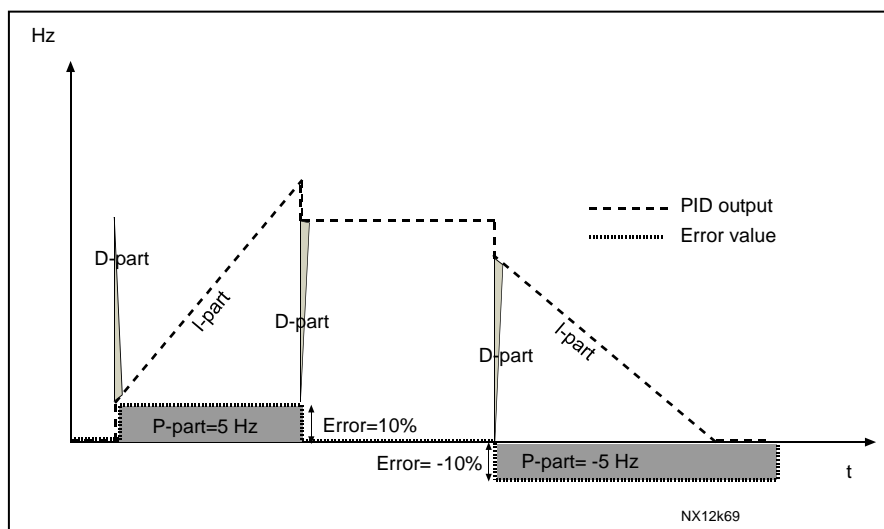 Hz
PID output
Error value
D-part
I-part
D-part
D-part
I-part
P-part=5 Hz
Error=10%
Error= -10%
P-part= -5 Hz
t
NX12k69